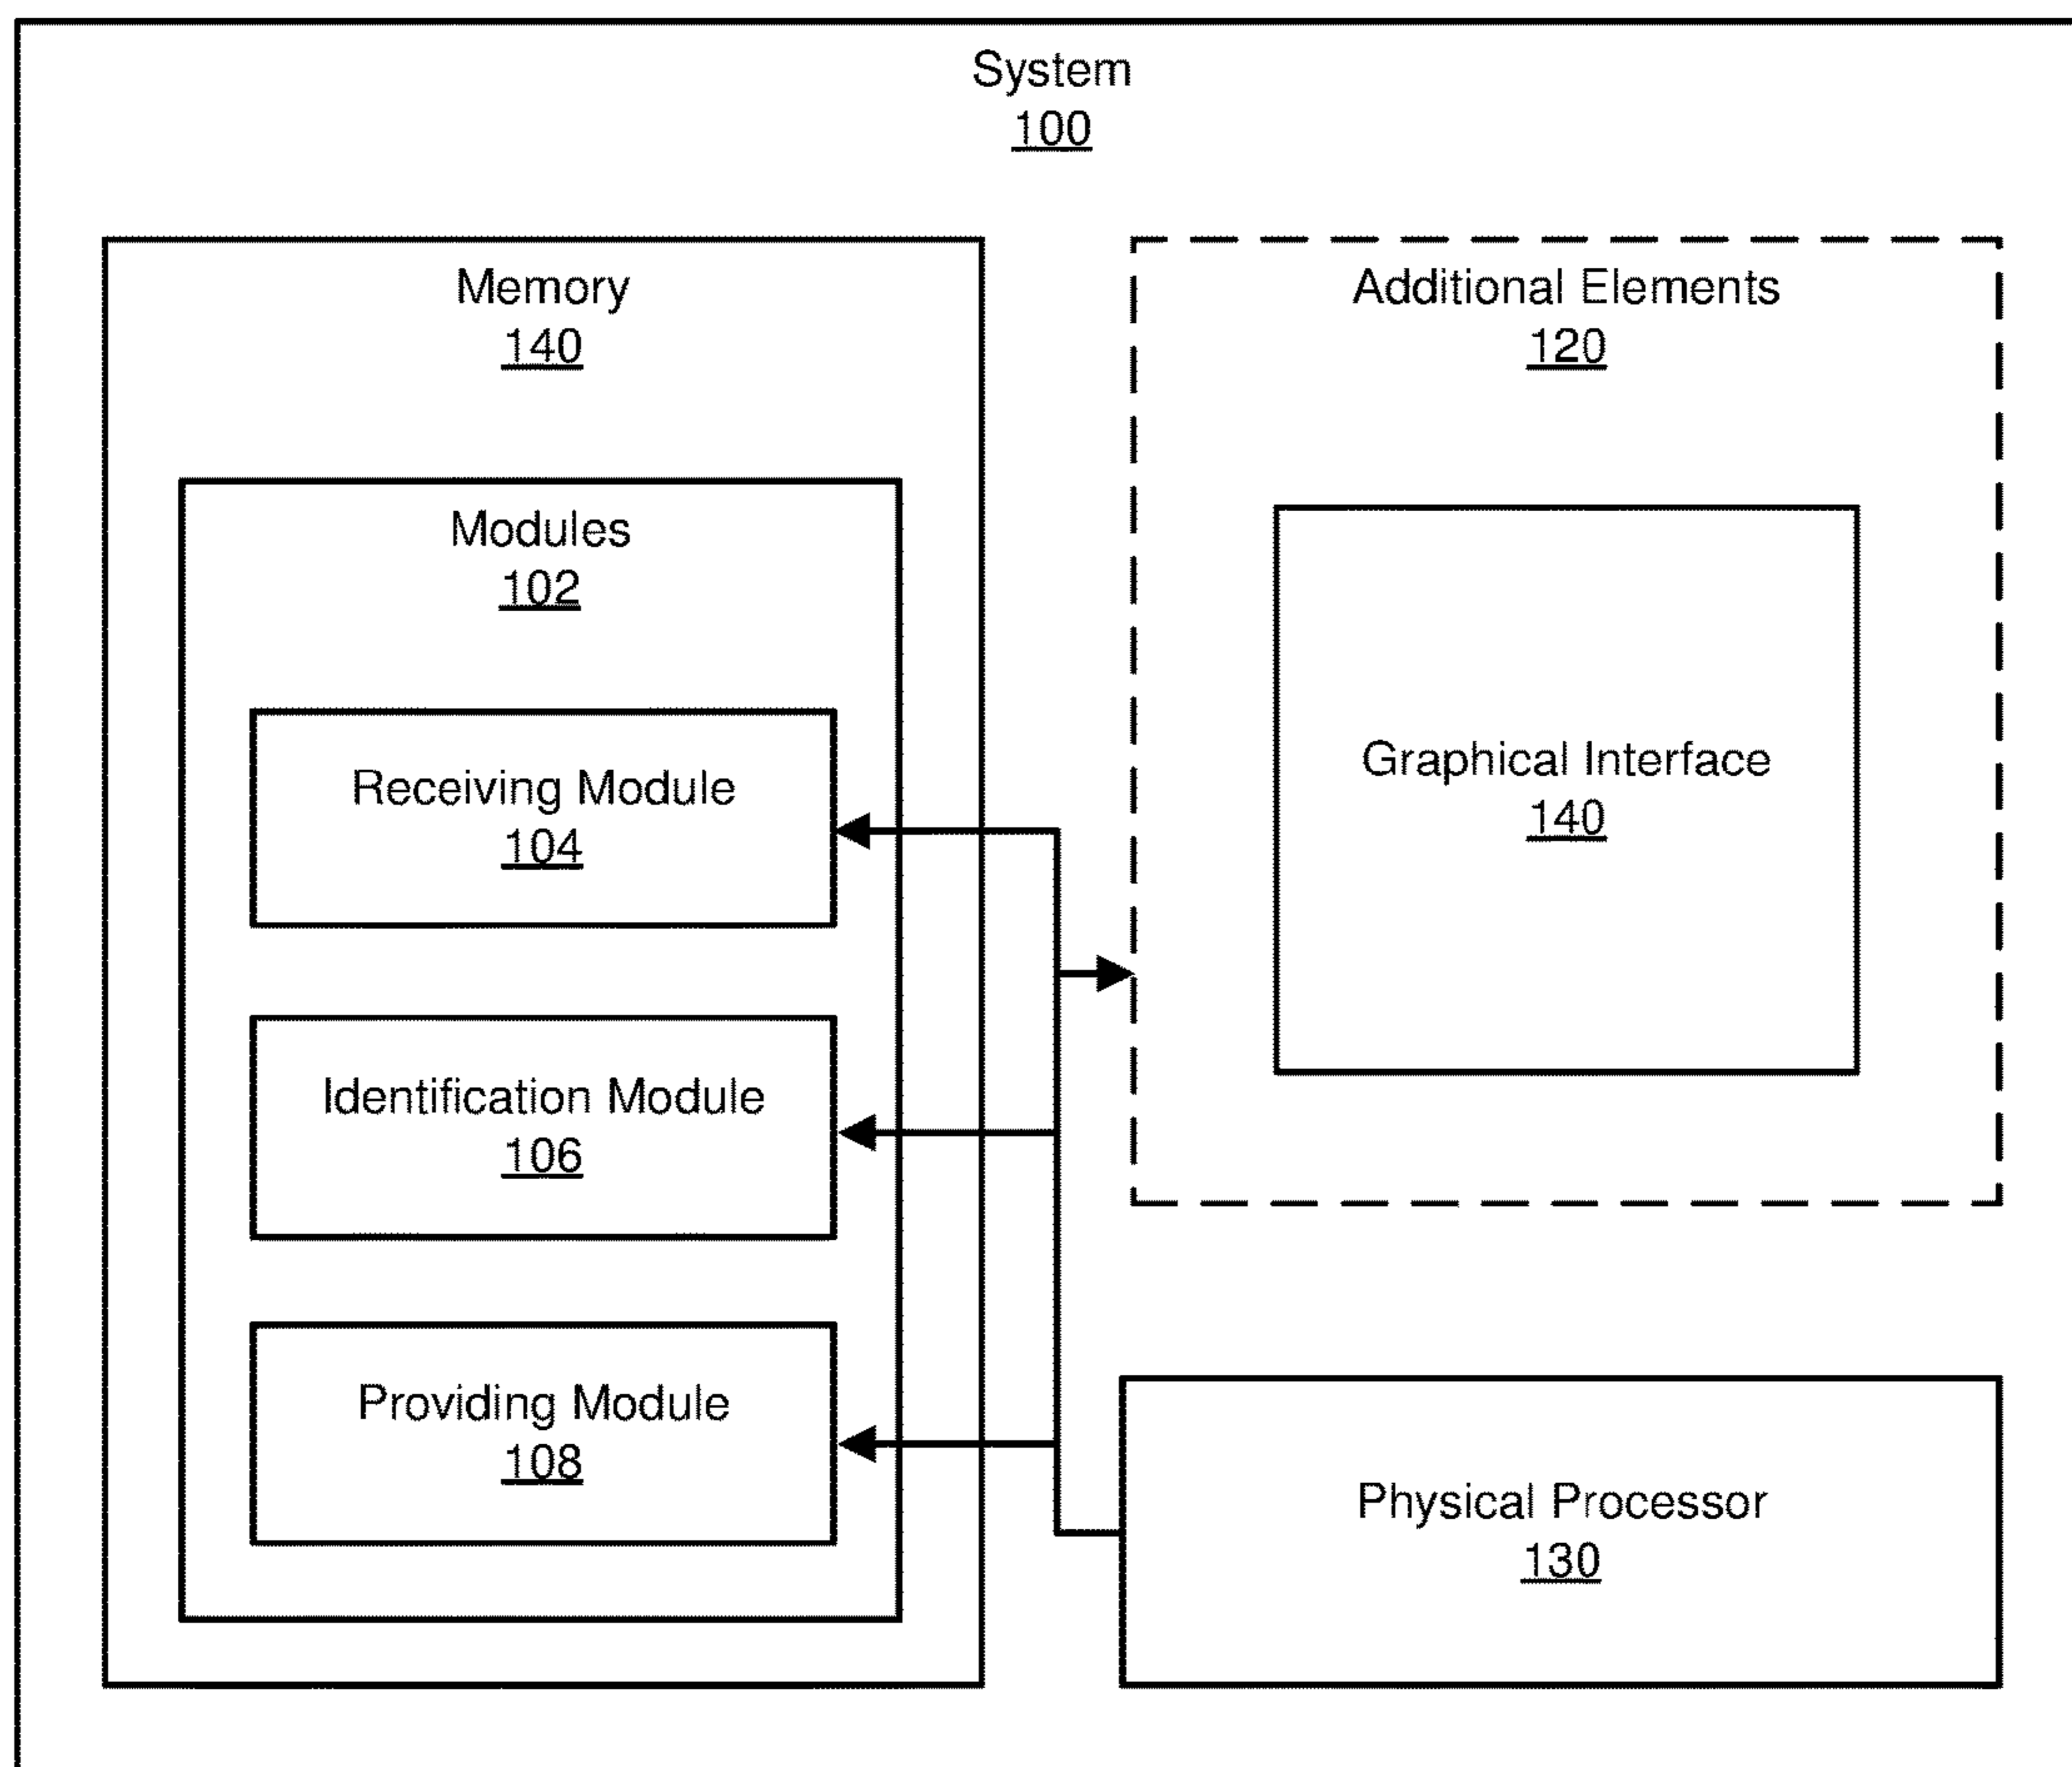 System
100
Memory
140
Modules
102
Receiving Module
104
Identification Module
106
Providing Module
108
Additional Elements
120
Graphical Interface
140
Physical Processor
130